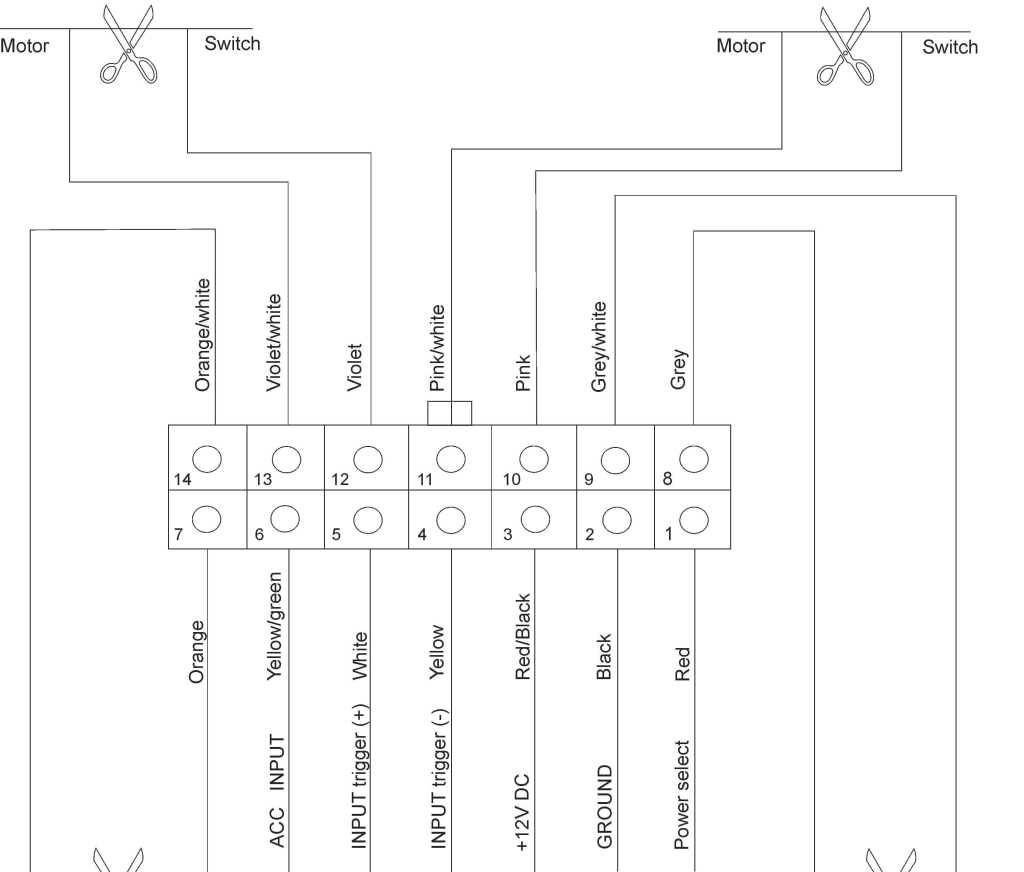 Motor
Switch
Motor
Switch
Orange/white
Violet/white
Violet
Pink/white
Pink
Grey/white
Grey
14
13
12
11
10
9
8
7
6
5
4
3
2
1
Orange
ACC INPUT Yellow/green
INPUT trigger (+) White
INPUT trigger (-) Yellow
+12V DC Red/Black
GROUND Black
Power select Red